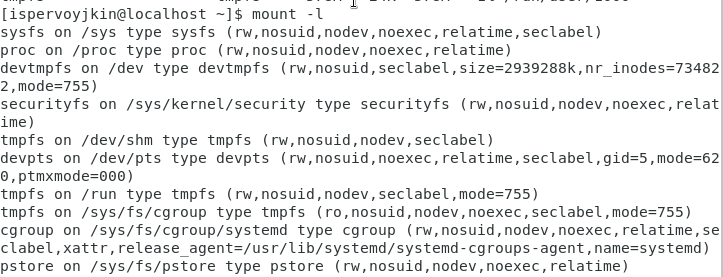 [ispervoyjkin@localhost ~]$ mount -l
sysfs on /sys type sysfs (rw,nosuid,nodev,noexec,relatime,seclabel)
proc on /proc type proc (rw,nosuid,nodev,noexec,relatime)
devtmpfs on /dev type devtmpfs (rw,nosuid,seclabel,size=2939288k,nr_inodes=73482
2,mode=755)
securityfs on /sys/kernel/security type securityfs (rw,nosuid,nodev,noexec,relat
ime)
tmpfs on /dev/shm type tmpfs (rw,nosuid,nodev,seclabel)
devpts on /dev/pts type devpts (rw,nosuid,noexec,relatime,seclabel,gid=5,mode=62
0,ptmxmode=000)
tmpfs on /run type tmpfs (rw,nosuid,nodev,seclabel,mode=755)
tmpfs on /sys/fs/cgroup type tmpfs (ro,nosuid,nodev,noexec,seclabel,mode=755)
cgroup on /sys/fs/cgroup/systemd type cgroup (rw,nosuid,nodev,noexec,relatime,se
clabel,xattr,release_agent=/usr/lib/systemd/systemd-cgroups-agent,name=systemd)
pstore on /sys/fs/pstore type pstore (rw,nosuid,nodev,noexec,relatime)